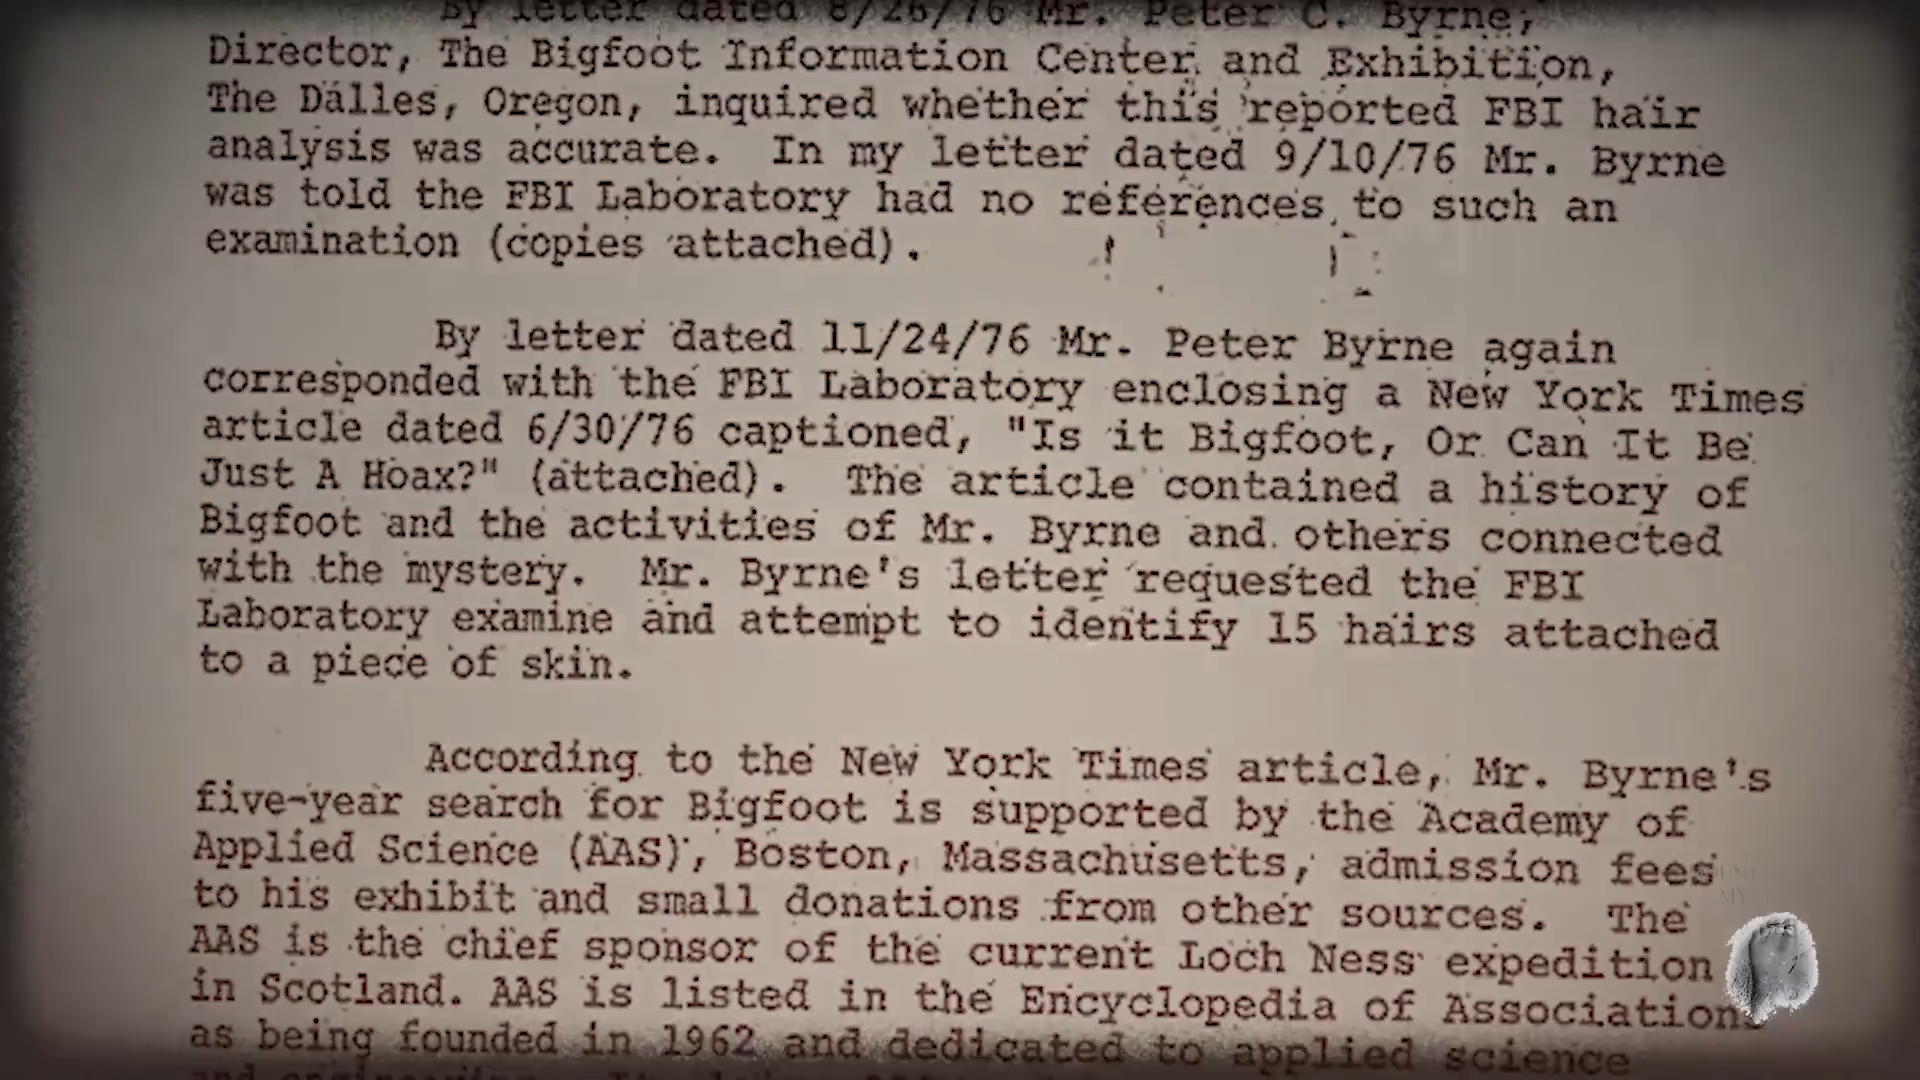 By letter dated 8/26/76 Mr. Peter C. Byrne,
Director, The Bigfoot Information Center and Exhibition,
The Dalles, Oregon, inquired whether this reported FBI hair
analysis was accurate. In my letter dated 9/10/76 Mr. Byrne
was told the FBI Laboratory had no references to such an
examination (copies attached).
By letter dated 11/24/76 Mr. Peter Byrne again
corresponded with the FBI Laboratory enclosing a New York Times
article dated 6/30/76 captioned, "Is it Bigfoot, Or Can It Be
Just A Hoax?" (attached). The article contained a history of
Bigfoot and the activities of Mr. Byrne and others connected
with the mystery. Mr. Byrne's letter requested the FBI
Laboratory examine and attempt to identify 15 hairs attached
to a piece of skin.
According to the New York Times article, Mr. Byrne's
five-year search for Bigfoot is supported by the Academy of
Applied Science (AAS), Boston, Massachusetts, admission fees
to his exhibit and small donations from other sources. The
AAS is the chief sponsor of the current Loch Ness expedition
in Scotland. AAS is listed in the Encyclopedia of Associations
as being founded in 1962 and dedicated to applied science